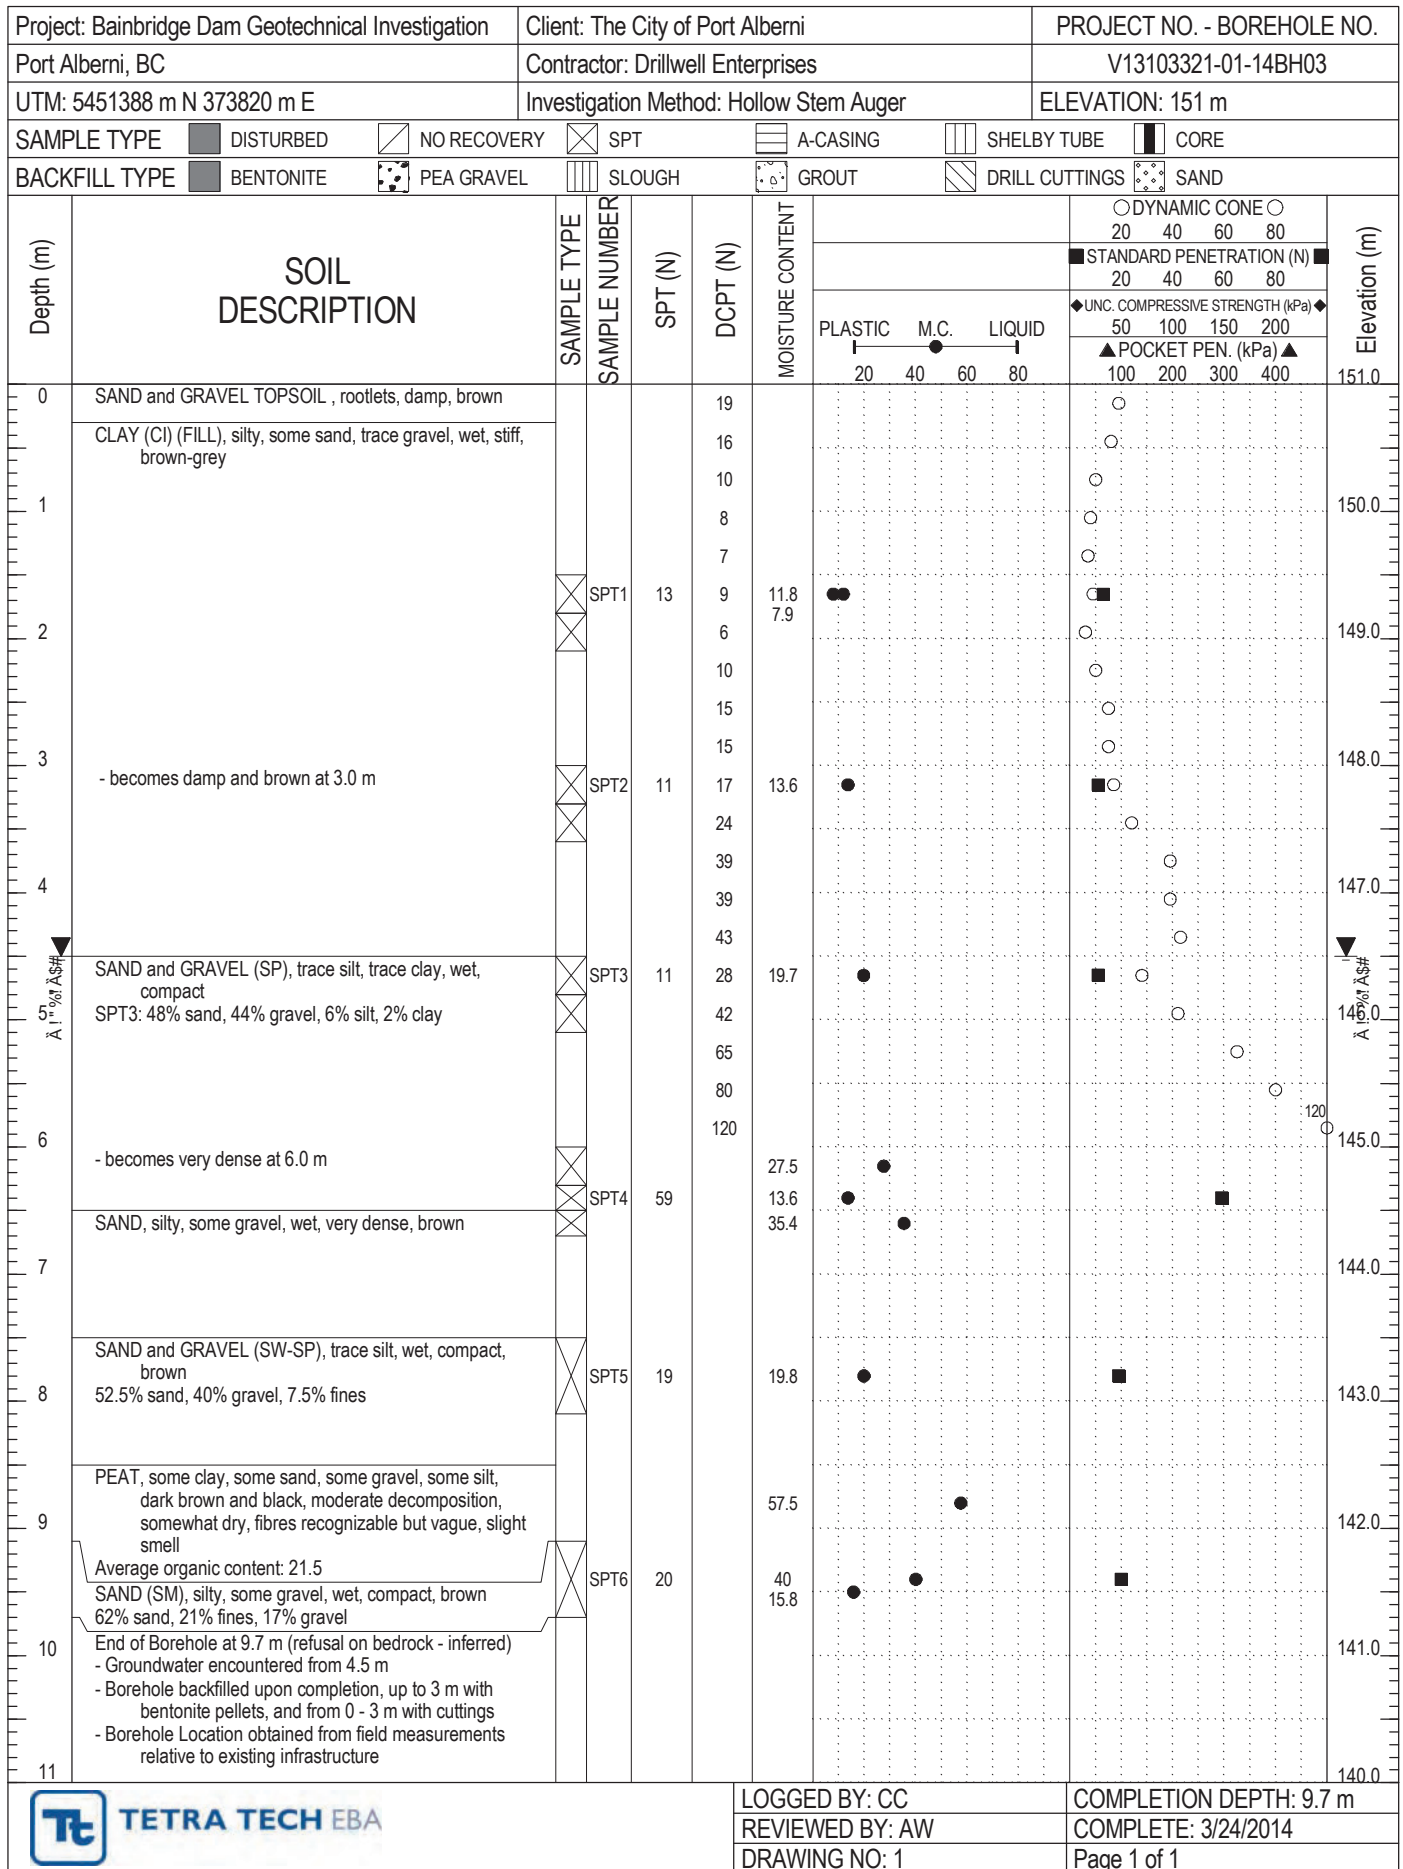 Project: Bainbridge Dam Geotechnical Investigation
Client: The City of Port Alberni
PROJECT NO. - BOREHOLE NO.
Port Alberni, BC
Contractor: Drillwell Enterprises
V13103321-01-14BH03
UTM: 5451388 m N 373820 m E
Investigation Method: Hollow Stem Auger
ELEVATION: 151 m
SAMPLE TYPE DISTURBED NO RECOVERY SPT A-CASING SHELBY TUBE CORE
BACKFILL TYPE BENTONITE PEA GRAVEL SLOUGH GROUT DRILL CUTTINGS SAND
Depth (m)
SOIL
DESCRIPTION
SAMPLE TYPE
SAMPLE NUMBER
SPT (N)
DCPT (N)
MOISTURE CONTENT
PLASTIC M.C. LIQUID
20 40 60 80
DYNAMIC CONE
20 40 60 80
STANDARD PENETRATION (N)
20 40 60 80
UNC. COMPRESSIVE STRENGTH (kPa)
50 100 150 200
POCKET PEN. (kPa)
100 200 300 400
Elevation (m)
151.0
0 SAND and GRAVEL TOPSOIL , rootlets, damp, brown 19
CLAY (CI) (FILL), silty, some sand, trace gravel, wet, stiff, 16
brown-grey
10
1 150.0
8
7
SPT1 13 9 11.8
7.9
2 6 149.0
10
15
15
3 148.0
- becomes damp and brown at 3.0 m SPT2 11 17 13.6
24
39
4 147.0
39
43
SAND and GRAVEL (SP), trace silt, trace clay, wet, SPT3 11 28 19.7
compact
SPT3: 48% sand, 44% gravel, 6% silt, 2% clay 42
5 146.0
65
80
120
120
6 145.0
- becomes very dense at 6.0 m 27.5
SPT4 59 13.6
SAND, silty, some gravel, wet, very dense, brown 35.4
7 144.0
SAND and GRAVEL (SW-SP), trace silt, wet, compact,
brown SPT5 19 19.8
8 52.5% sand, 40% gravel, 7.5% fines 143.0
PEAT, some clay, some sand, some gravel, some silt,
dark brown and black, moderate decomposition, 57.5
9 somewhat dry, fibres recognizable but vague, slight 142.0
smell
Average organic content: 21.5
SPT6 20 40
SAND (SM), silty, some gravel, wet, compact, brown 15.8
62% sand, 21% fines, 17% gravel
End of Borehole at 9.7 m (refusal on bedrock - inferred)
10 141.0
- Groundwater encountered from 4.5 m
- Borehole backfilled upon completion, up to 3 m with
bentonite pellets, and from 0 - 3 m with cuttings
- Borehole Location obtained from field measurements
relative to existing infrastructure
11 140.0
Tt TETRA TECH EBA
LOGGED BY: CC
COMPLETION DEPTH: 9.7 m
REVIEWED BY: AW
COMPLETE: 3/24/2014
DRAWING NO: 1
Page 1 of 1